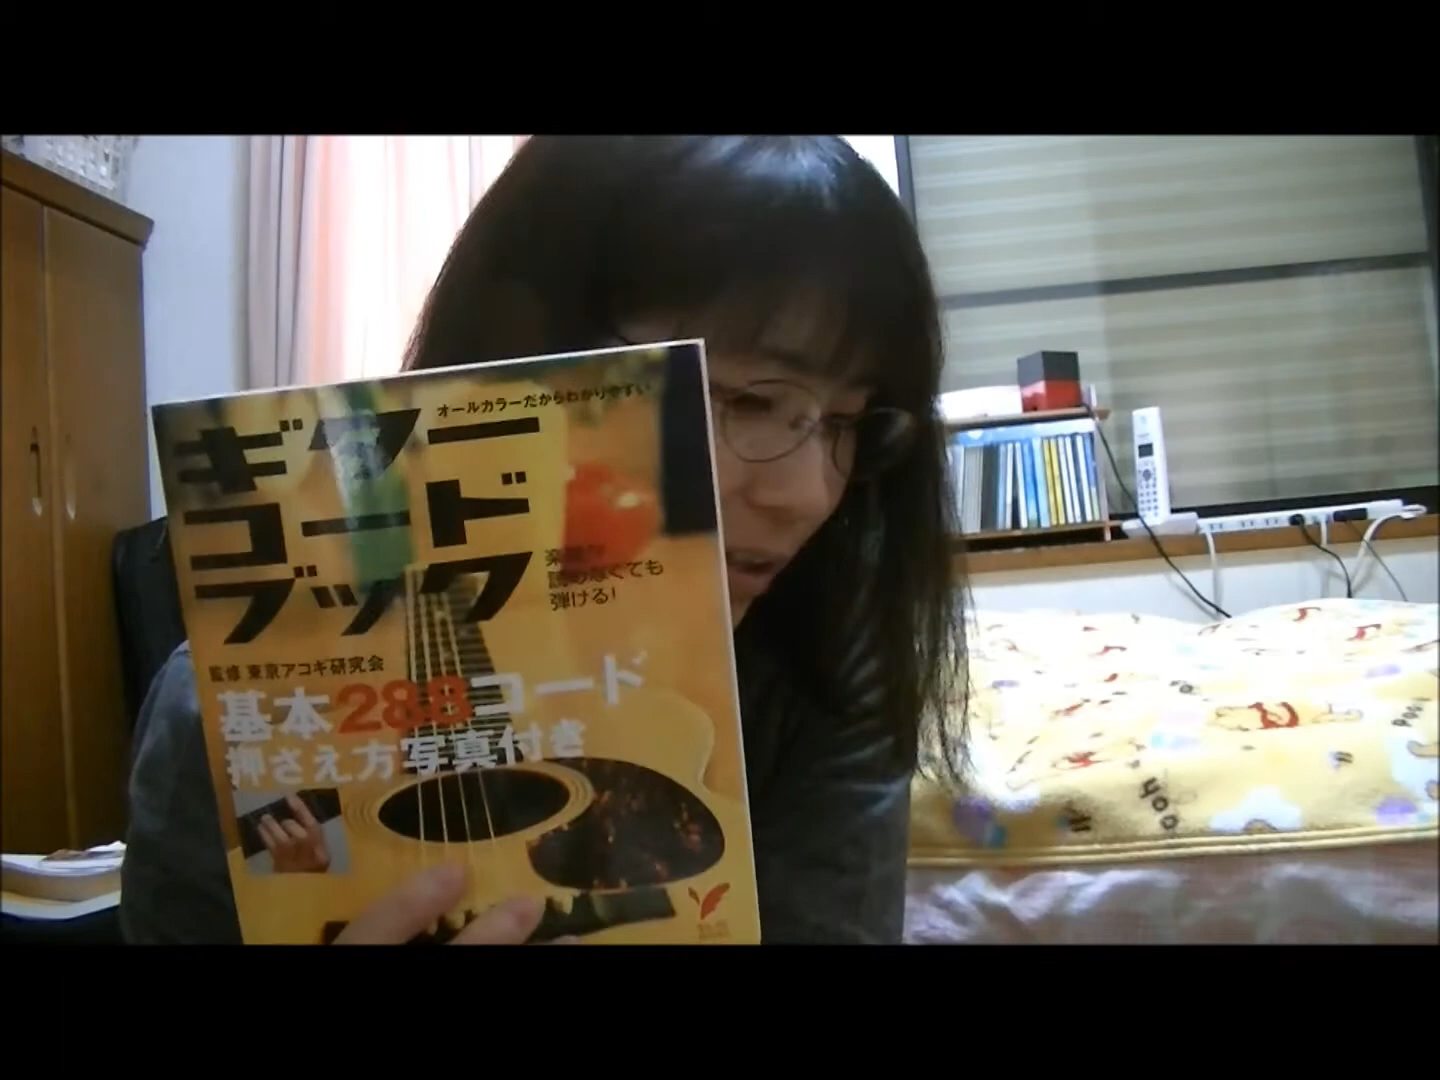 オールカラーだからわかりやすい
ギター
コード
ブック
楽譜が
読めなくても
弾ける!
監修 東京アコギ研究会
基本288コード
押さえ方写真付き
Pooh